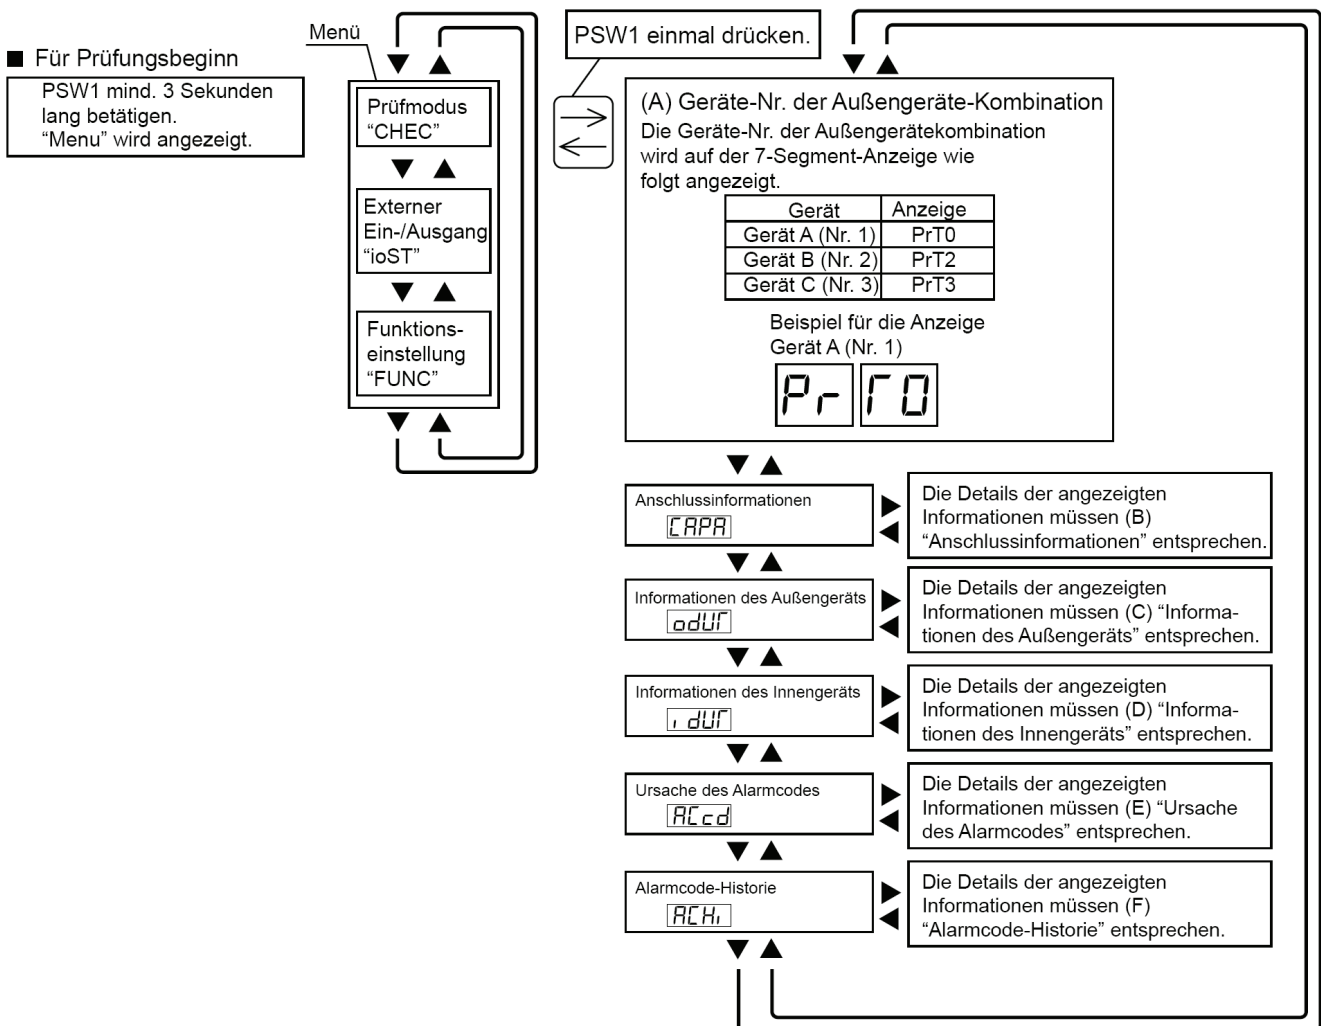 ■ Für Prüfungsbeginn
PSW1 mind. 3 Sekunden
lang betätigen.
“Menu” wird angezeigt.
Menü
Prüfmodus
“CHEC”
Externer
Ein-/Ausgang
“ioST”
Funktions-
einstellung
“FUNC”
PSW1 einmal drücken.
(A) Geräte-Nr. der Außengeräte-Kombination
Die Geräte-Nr. der Außengerätekombination
wird auf der 7-Segment-Anzeige wie
folgt angezeigt.
Gerät Anzeige
Gerät A (Nr. 1) PrT0
Gerät B (Nr. 2) PrT2
Gerät C (Nr. 3) PrT3
Beispiel für die Anzeige
Gerät A (Nr. 1)
Pr T0
Anschlussinformationen
CAPA
Die Details der angezeigten
Informationen müssen (B)
“Anschlussinformationen” entsprechen.
Informationen des Außengeräts
odUT
Die Details der angezeigten
Informationen müssen (C) “Informa-
tionen des Außengeräts” entsprechen.
Informationen des Innengeräts
idUT
Die Details der angezeigten
Informationen müssen (D) “Informa-
tionen des Innengeräts” entsprechen.
Ursache des Alarmcodes
ACcd
Die Details der angezeigten
Informationen müssen (E) “Ursache
des Alarmcodes” entsprechen.
Alarmcode-Historie
ACHi
Die Details der angezeigten
Informationen müssen (F)
“Alarmcode-Historie” entsprechen.